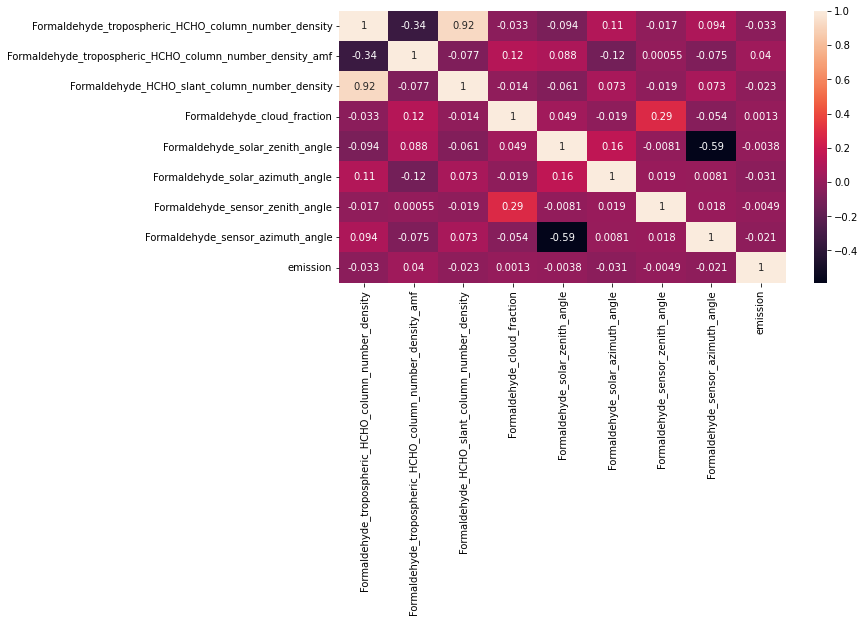 Formaldehyde_tropospheric_HCHO_column_number_density 1 -0.34 0.92 -0.033 -0.094 0.11 -0.017 0.094 -0.033
Formaldehyde_tropospheric_HCHO_column_number_density_amf -0.34 1 -0.077 0.12 0.088 -0.12 0.00055 -0.075 0.04
Formaldehyde_HCHO_slant_column_number_density 0.92 -0.077 1 -0.014 -0.061 0.073 -0.019 0.073 -0.023
Formaldehyde_cloud_fraction -0.033 0.12 -0.014 1 0.049 -0.019 0.29 -0.054 0.0013
Formaldehyde_solar_zenith_angle -0.094 0.088 -0.061 0.049 1 0.16 -0.0081 -0.59 -0.0038
Formaldehyde_solar_azimuth_angle 0.11 -0.12 0.073 -0.019 0.16 1 0.019 0.0081 -0.031
Formaldehyde_sensor_zenith_angle -0.017 0.00055 -0.019 0.29 -0.0081 0.019 1 0.018 -0.0049
Formaldehyde_sensor_azimuth_angle 0.094 -0.075 0.073 -0.054 -0.59 0.0081 0.018 1 -0.021
emission -0.033 0.04 -0.023 0.0013 -0.0038 -0.031 -0.0049 -0.021 1
Formaldehyde_tropospheric_HCHO_column_number_density
Formaldehyde_tropospheric_HCHO_column_number_density_amf
Formaldehyde_HCHO_slant_column_number_density
Formaldehyde_cloud_fraction
Formaldehyde_solar_zenith_angle
Formaldehyde_solar_azimuth_angle
Formaldehyde_sensor_zenith_angle
Formaldehyde_sensor_azimuth_angle
emission
1.0
0.8
0.6
0.4
0.2
0.0
−0.2
−0.4